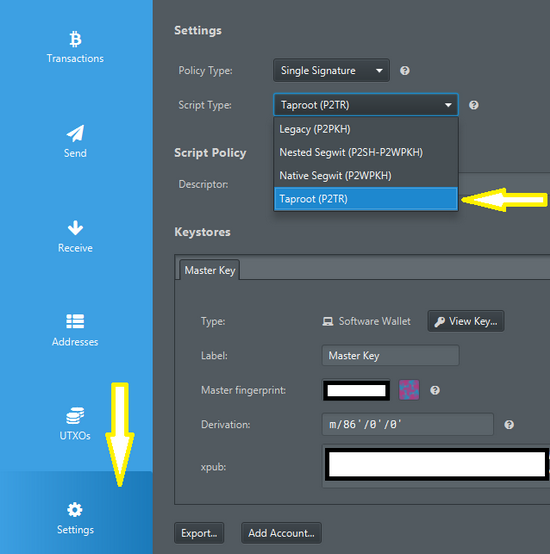 Transactions
Send
Receive
Addresses
UTXOs
Settings
Settings
Policy Type: Single Signature
Script Type: Taproot (P2TR)
Legacy (P2PKH)
Nested Segwit (P2SH-P2WPKH)
Native Segwit (P2WPKH)
Taproot (P2TR)
Script Policy
Descriptor:
Keystores
Master Key
Type: Software Wallet View Key...
Label: Master Key
Master fingerprint:
Derivation: m/86'/0'/0'
xpub:
Export... Add Account...